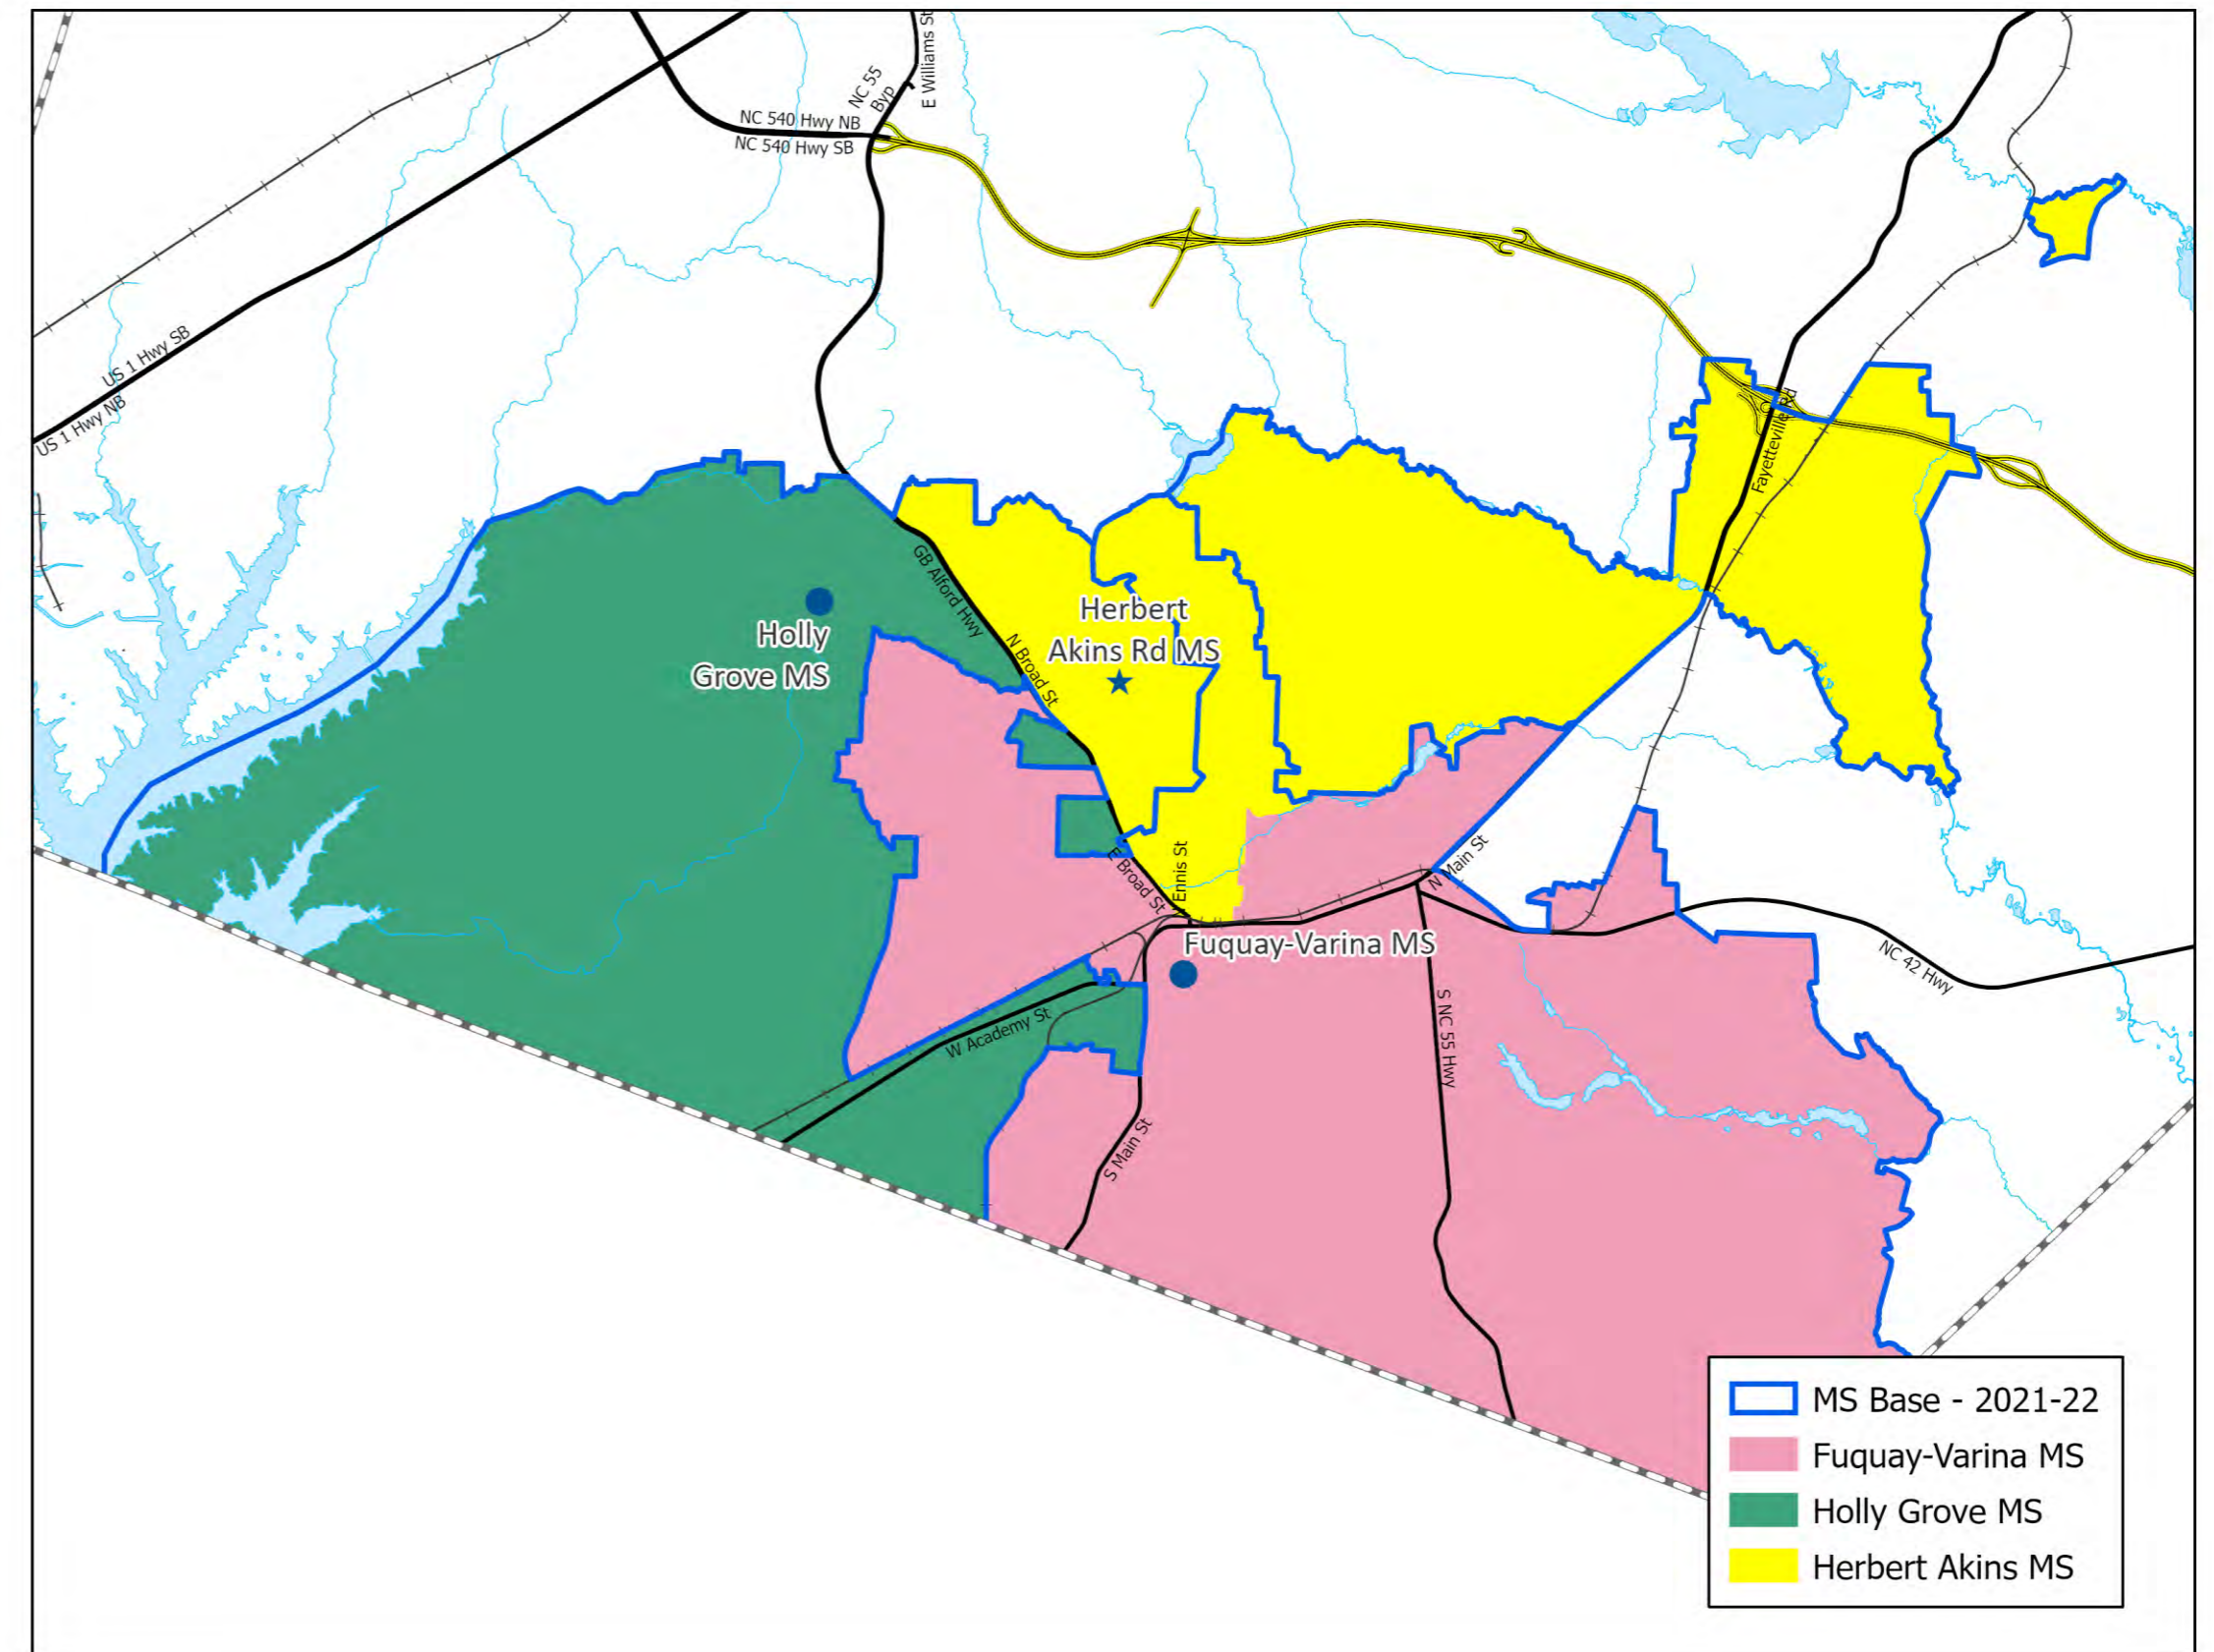 E Williams St
NC 55
Byp
NC 540 Hwy NB
NC 540 Hwy SB
US 1 Hwy SB
US 1 Hwy NB
Fayetteville Rd
GB Alford Hwy
N Broad St
Herbert
Akins Rd MS
Holly
Grove MS
E Broad St
N Ennis St
N Main St
Fuquay-Varina MS
NC 42 Hwy
W Academy St
S NC 55 Hwy
S Main St
MS Base - 2021-22
Fuquay-Varina MS
Holly Grove MS
Herbert Akins MS